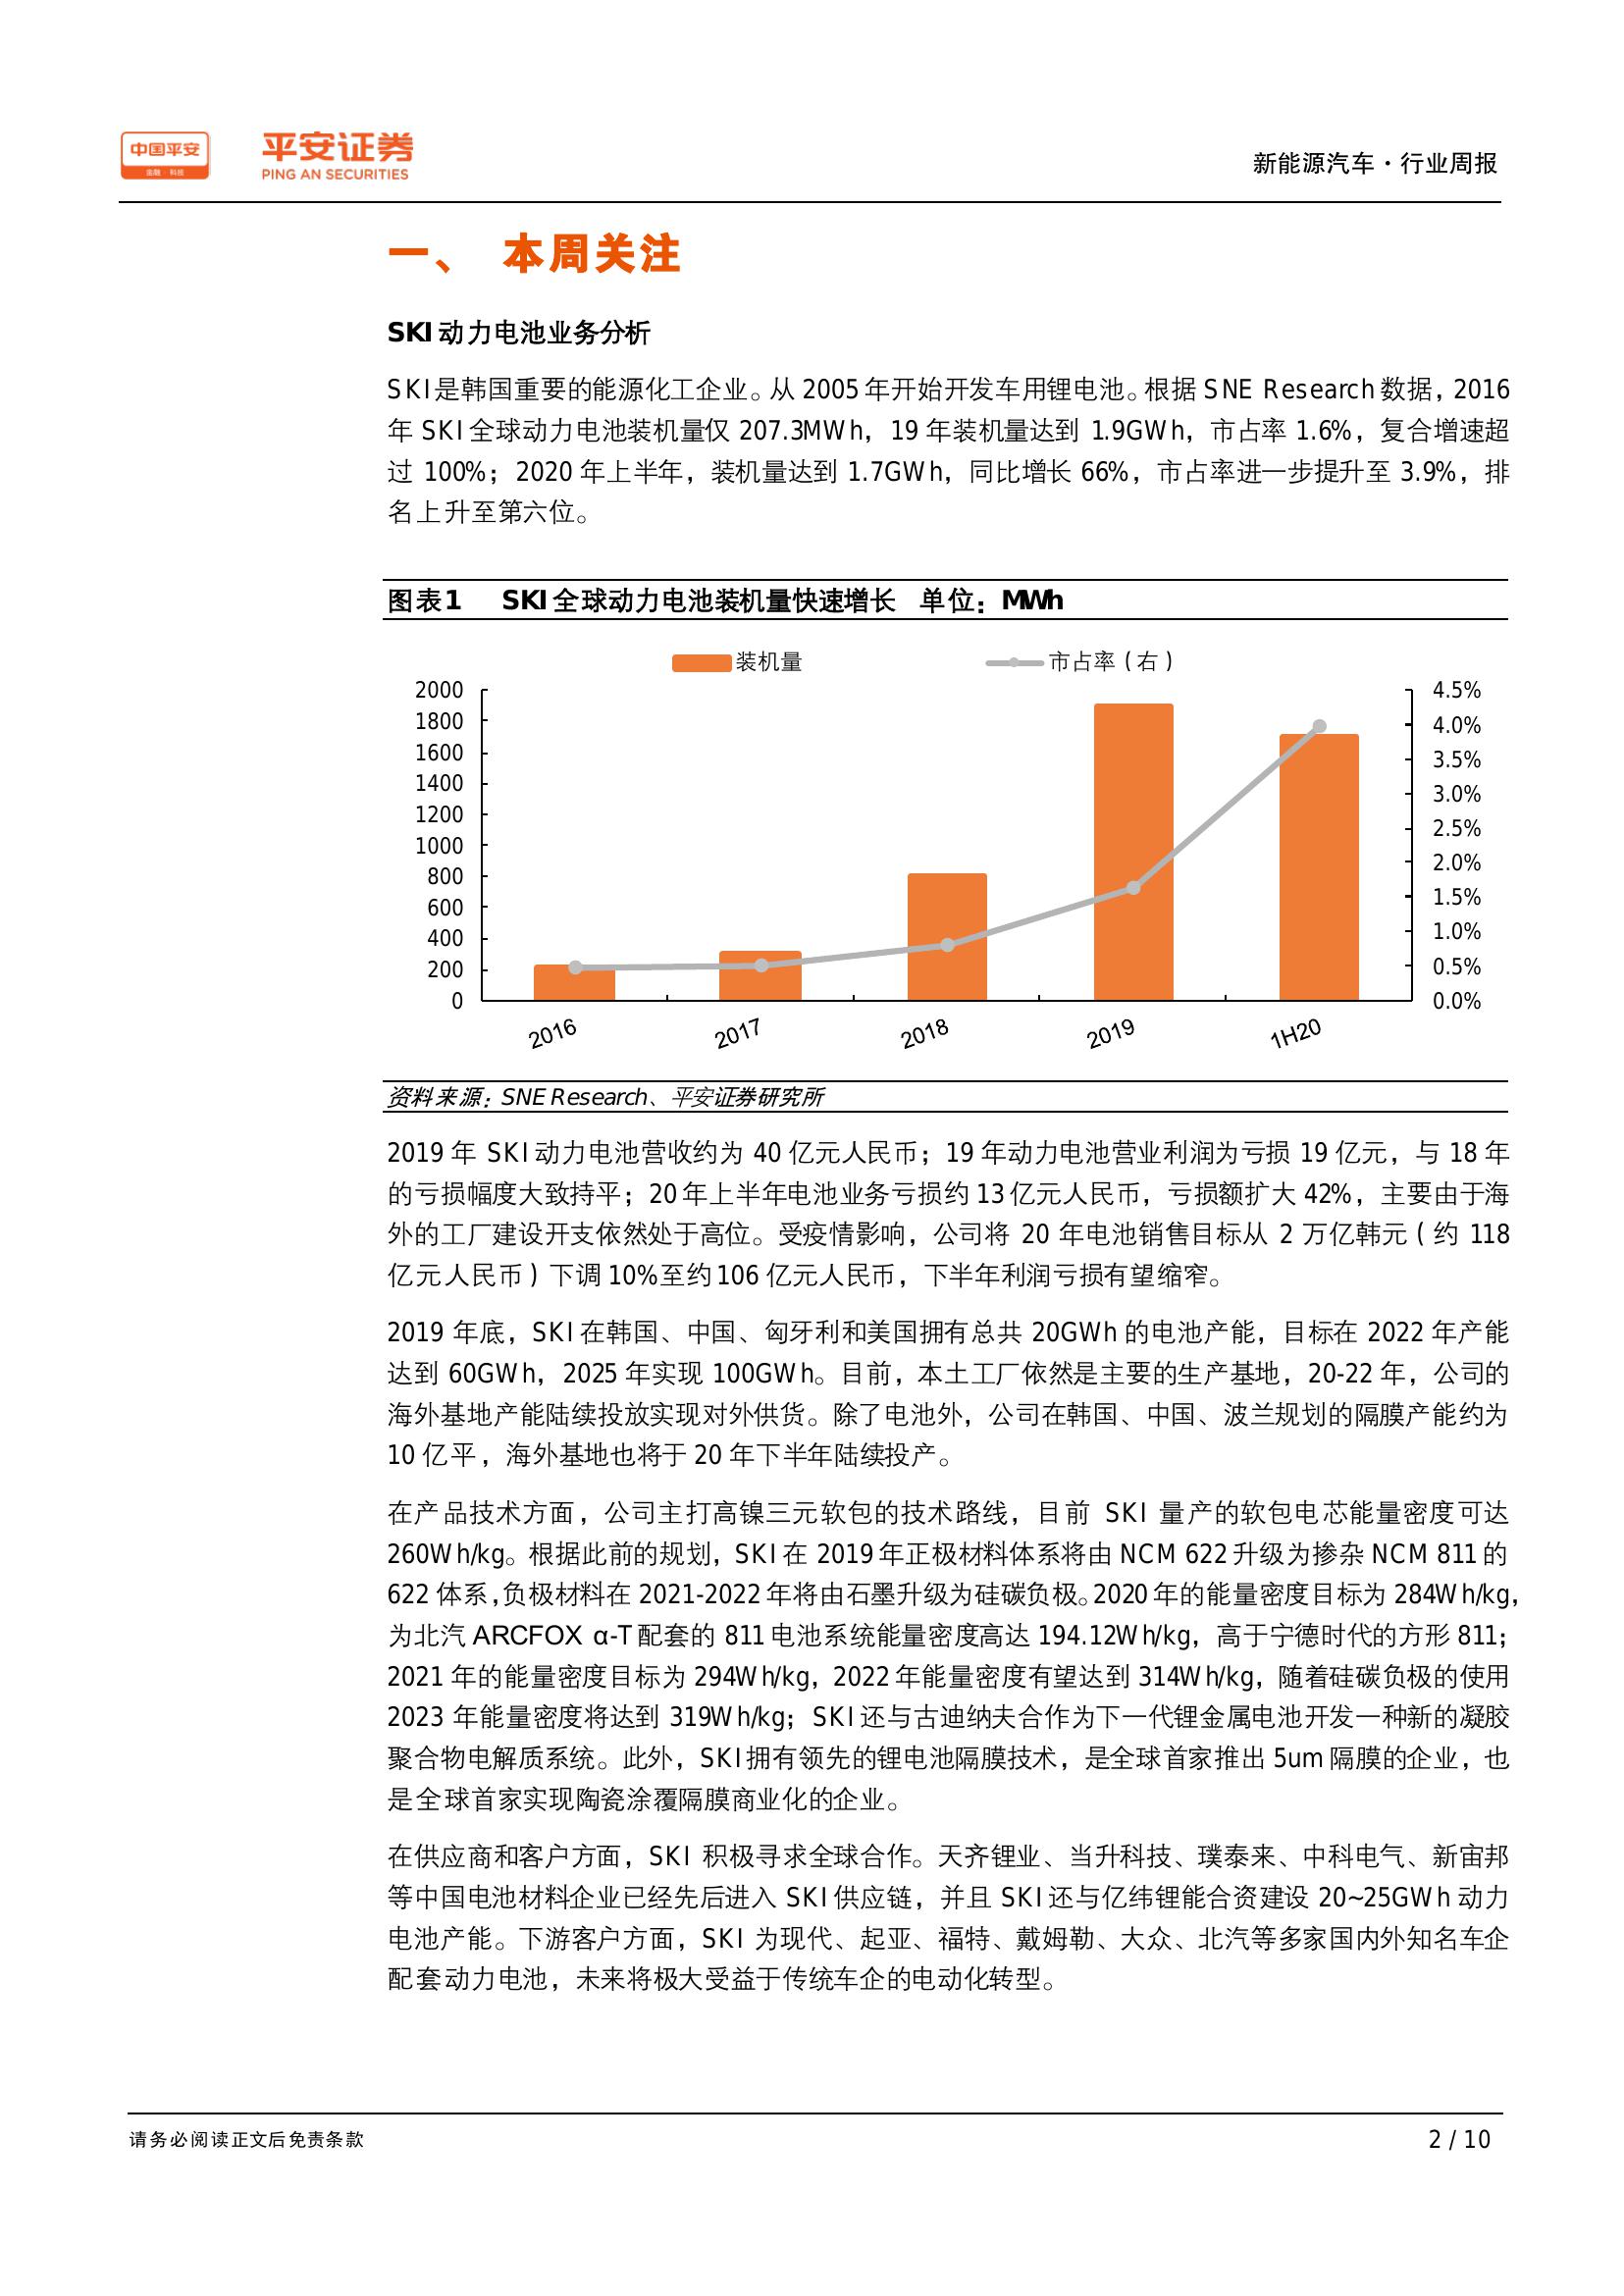 中国平安
金融·科技
平安证券
PING AN SECURITIES
新能源汽车·行业周报
一、 本周关注
SKI动力电池业务分析
SKI是韩国重要的能源化工企业。从2005年开始开发车用锂电池。根据SNE Research数据，2016
年SKI全球动力电池装机量仅207.3MWh，19年装机量达到1.9GWh，市占率1.6%，复合增速超
过100%；2020年上半年，装机量达到1.7GWh，同比增长66%，市占率进一步提升至3.9%，排
名上升至第六位。
图表1 SKI全球动力电池装机量快速增长 单位：MWh
装机量 市占率（右）
2000 4.5%
1800 4.0%
1600 3.5%
1400 3.0%
1200 2.5%
1000 2.0%
800 1.5%
600 1.0%
400 0.5%
200 0.0%
0
2016 2017 2018 2019 1H20
资料来源：SNE Research、平安证券研究所
2019年SKI动力电池营收约为40亿元人民币；19年动力电池营业利润为亏损19亿元，与18年
的亏损幅度大致持平；20年上半年电池业务亏损约13亿元人民币，亏损额扩大42%，主要由于海
外的工厂建设开支依然处于高位。受疫情影响，公司将20年电池销售目标从2万亿韩元（约118
亿元人民币）下调10%至约106亿元人民币，下半年利润亏损有望缩窄。
2019年底，SKI在韩国、中国、匈牙利和美国拥有总共20GWh的电池产能，目标在2022年产能
达到60GWh，2025年实现100GWh。目前，本土工厂依然是主要的生产基地，20-22年，公司的
海外基地产能陆续投放实现对外供货。除了电池外，公司在韩国、中国、波兰规划的隔膜产能约为
10亿平，海外基地也将于20年下半年陆续投产。
在产品技术方面，公司主打高镍三元软包的技术路线，目前SKI量产的软包电芯能量密度可达
260Wh/kg。根据此前的规划，SKI在2019年正极材料体系将由NCM 622升级为掺杂NCM 811的
622体系，负极材料在2021-2022年将由石墨升级为硅碳负极。2020年的能量密度目标为284Wh/kg，
为北汽ARCFOX α-T配套的811电池系统能量密度高达194.12Wh/kg，高于宁德时代的方形811；
2021年的能量密度目标为294Wh/kg，2022年能量密度有望达到314Wh/kg，随着硅碳负极的使用
2023年能量密度将达到319Wh/kg；SKI还与古迪纳夫合作为下一代锂金属电池开发一种新的凝胶
聚合物电解质系统。此外，SKI拥有领先的锂电池隔膜技术，是全球首家推出5um隔膜的企业，也
是全球首家实现陶瓷涂覆隔膜商业化的企业。
在供应商和客户方面，SKI积极寻求全球合作。天齐锂业、当升科技、璞泰来、中科电气、新宙邦
等中国电池材料企业已经先后进入SKI供应链，并且SKI还与亿纬锂能合资建设20~25GWh动力
电池产能。下游客户方面，SKI为现代、起亚、福特、戴姆勒、大众、北汽等多家国内外知名车企
配套动力电池，未来将极大受益于传统车企的电动化转型。
请务必阅读正文后免责条款 2 / 10